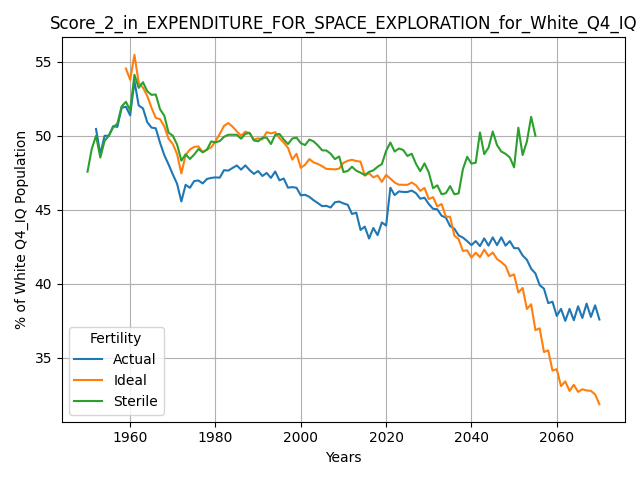 Score_2_in_EXPENDITURE_FOR_SPACE_EXPLORATION_for_White_Q4_IQ
% of White Q4_IQ Population
55
50
45
40
35
Fertility
Actual
Ideal
Sterile
1960 1980 2000 2020 2040 2060
Years